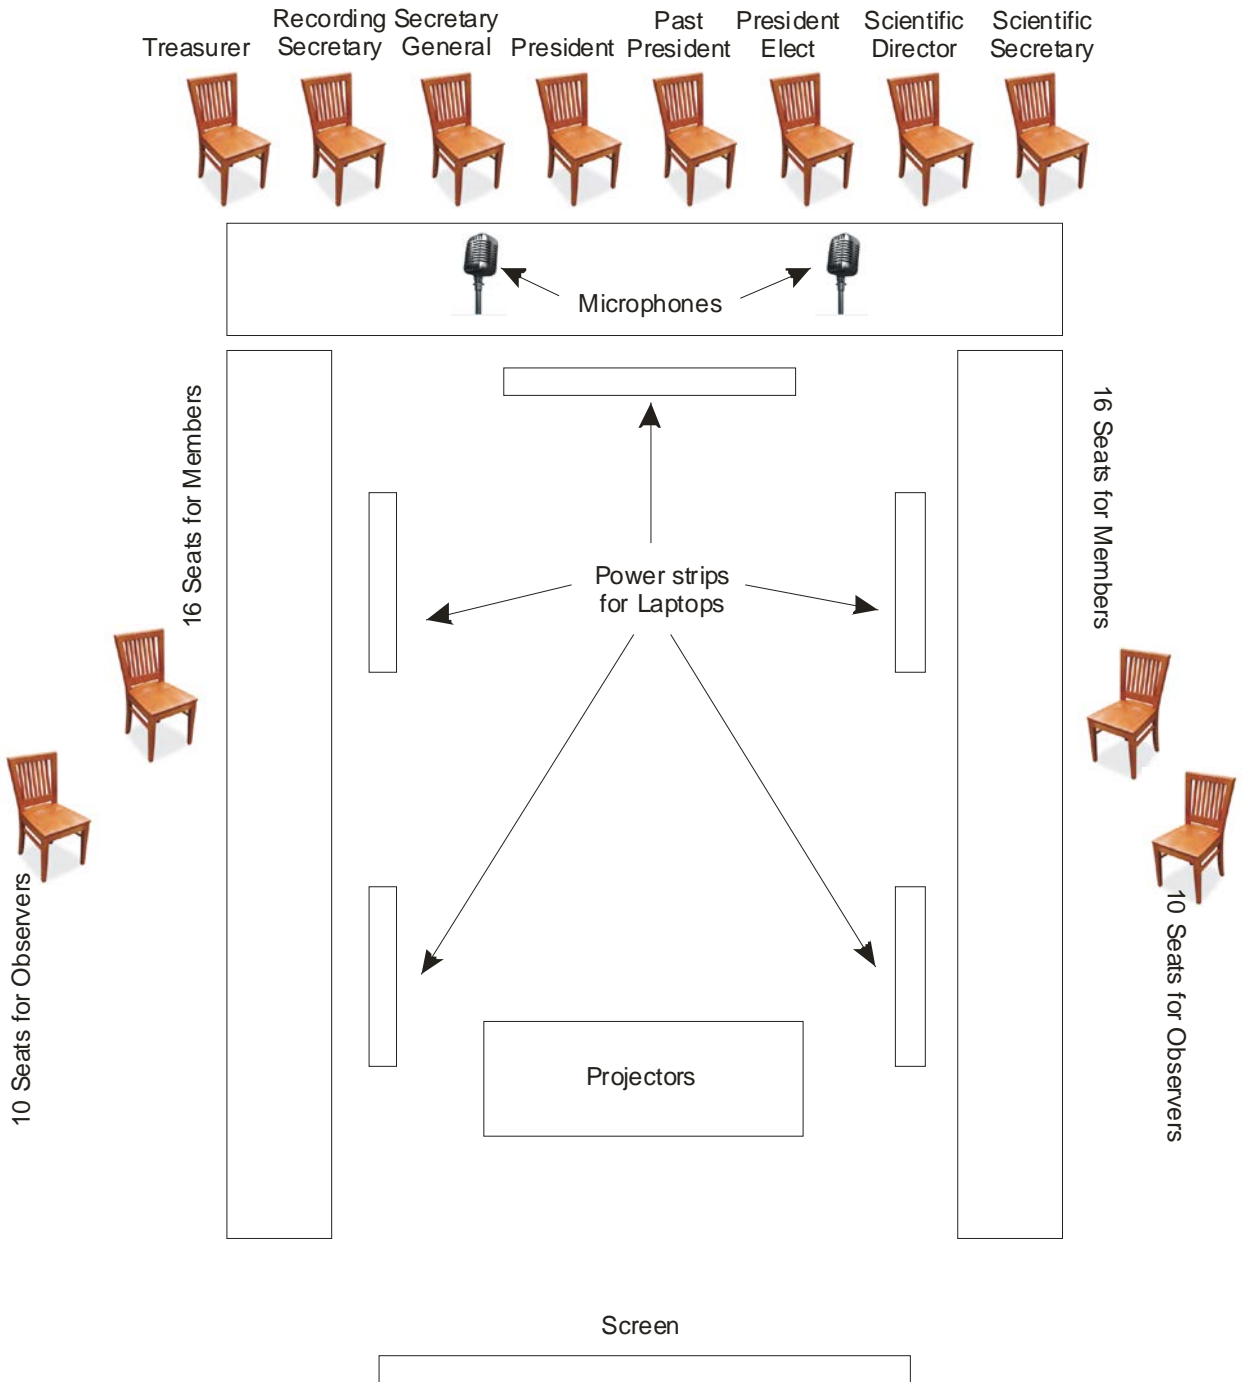 Treasurer
Recording
Secretary
Secretary
General
President
Past
President
President
Elect
Scientific
Director
Scientific
Secretary
Microphones
16 Seats for Members
16 Seats for Members
Power strips
for Laptops
10 Seats for Observers
10 Seats for Observers
Projectors
Screen